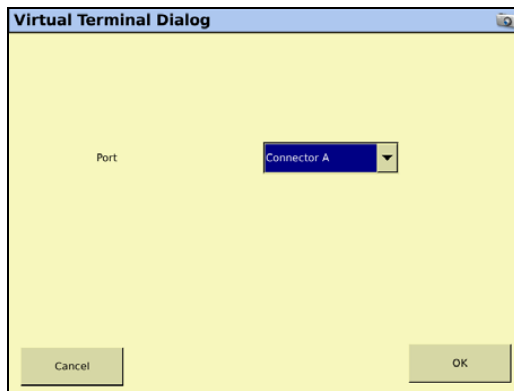 Virtual Terminal Dialog
Port
Connector A
Cancel
OK